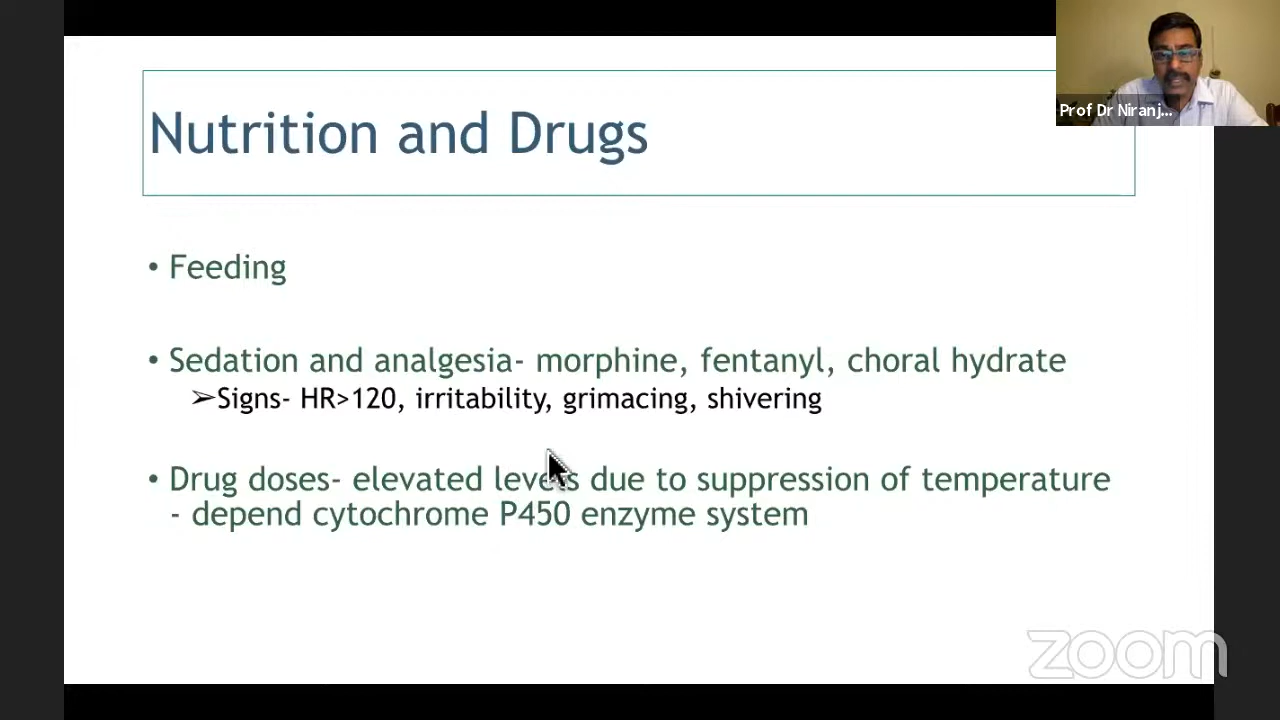 Prof Dr Niranj...
Nutrition and Drugs
• Feeding
• Sedation and analgesia- morphine, fentanyl, choral hydrate
➢Signs- HR>120, irritability, grimacing, shivering
• Drug doses- elevated levels due to suppression of temperature
- depend cytochrome P450 enzyme system
zoom